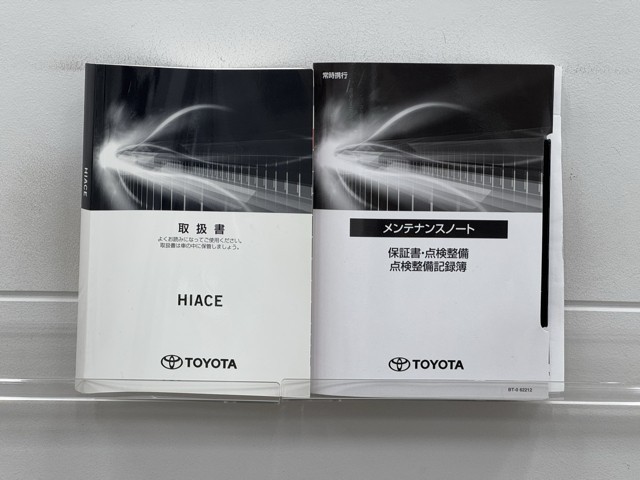 HIACE
取扱書
よくお読みになってご使用ください。
取扱書は車の中に保管しましょう。
HIACE
TOYOTA
常時携行
メンテナンスノート
保証書・点検整備
点検整備記録簿
TOYOTA